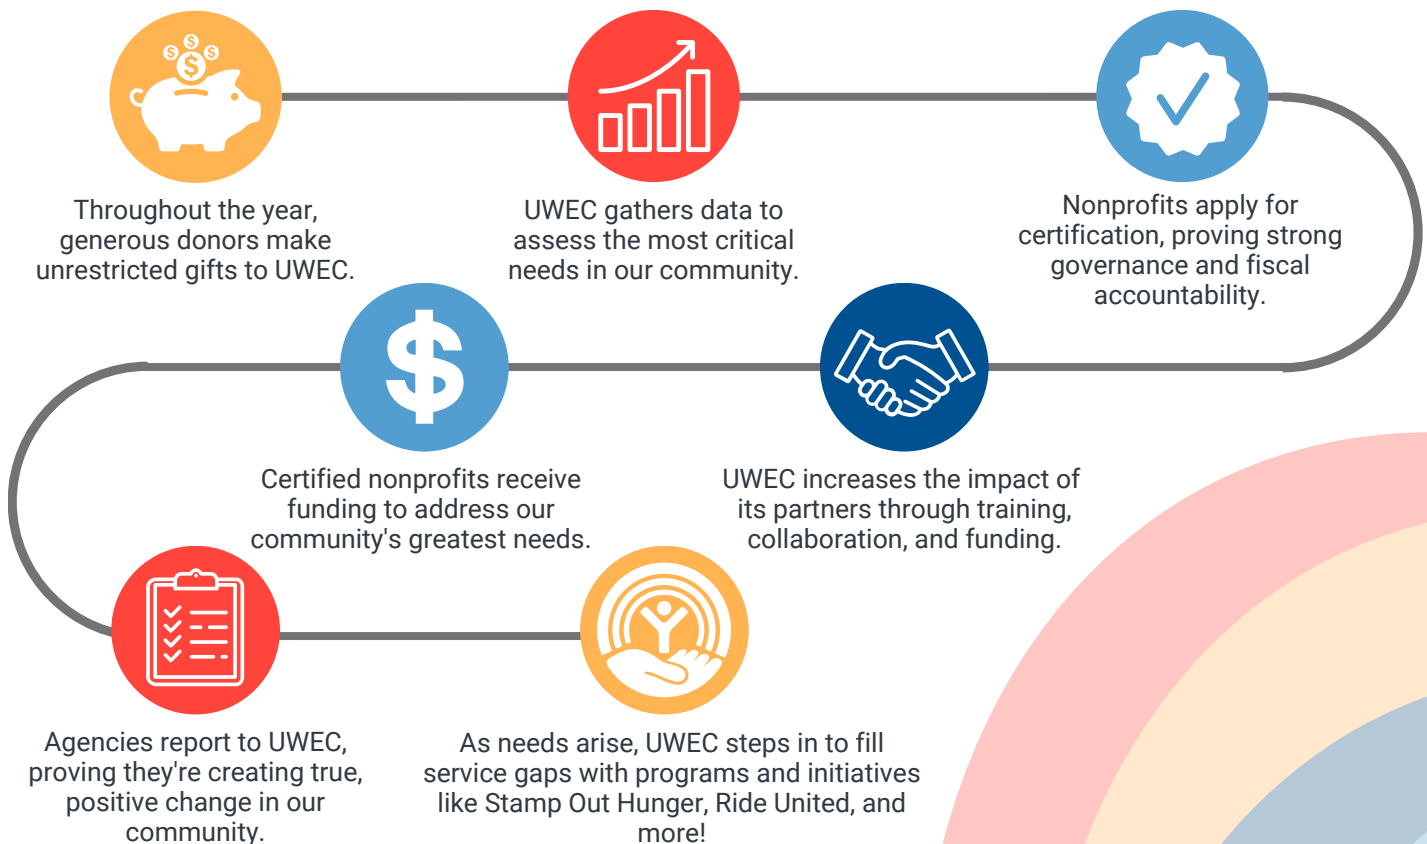 Throughout the year,
generous donors make
unrestricted gifts to UWEC.
UWEC gathers data to
assess the most critical
needs in our community.
Nonprofits apply for
certification, proving strong
governance and fiscal
accountability.
UWEC increases the impact of
its partners through training,
collaboration, and funding.
Certified nonprofits receive
funding to address our
community's greatest needs.
Agencies report to UWEC,
proving they're creating true,
positive change in our
community.
As needs arise, UWEC steps in to fill
service gaps with programs and initiatives
like Stamp Out Hunger, Ride United, and
more!